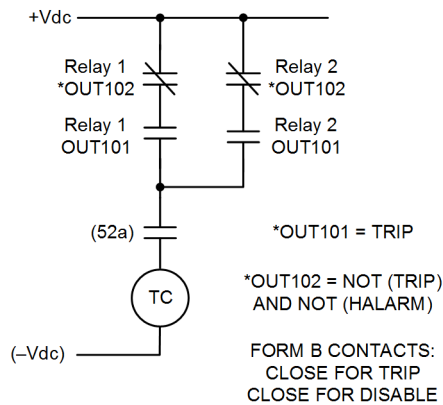 +Vdc
Relay 1
*OUT102
Relay 2
*OUT102
Relay 1
OUT101
Relay 2
OUT101
(52a)
*OUT101 = TRIP
TC
*OUT102 = NOT (TRIP)
AND NOT (HALARM)
(–Vdc)
FORM B CONTACTS:
CLOSE FOR TRIP
CLOSE FOR DISABLE